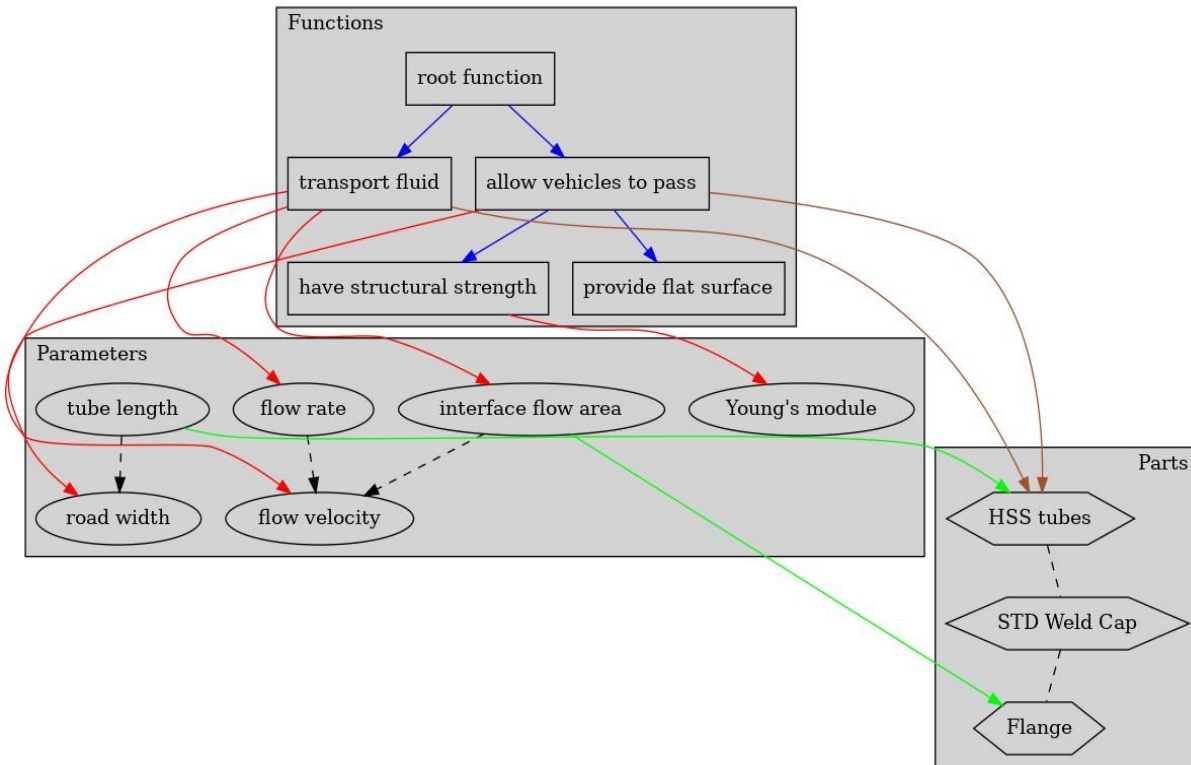 Functions
root function
transport fluid
allow vehicles to pass
have structural strength
provide flat surface
Parameters
tube length
flow rate
interface flow area
Young's module
road width
flow velocity
Parts
HSS tubes
STD Weld Cap
Flange